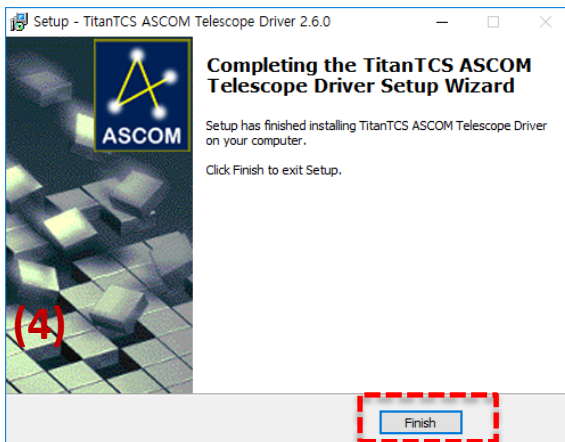 Setup - TitanTCS ASCOM Telescope Driver 2.6.0
ASCOM
Completing the TitanTCS ASCOM
Telescope Driver Setup Wizard
Setup has finished installing TitanTCS ASCOM Telescope Driver
on your computer.
Click Finish to exit Setup.
(4)
Finish